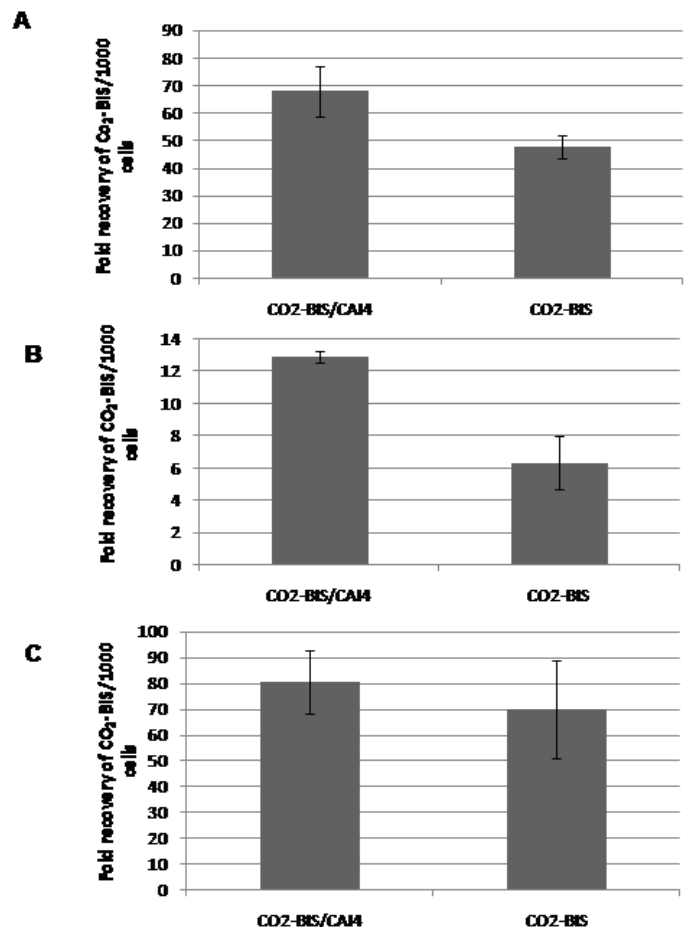 A
Fold recovery of Co₂-BIS/1000
cells
90
80
70
60
50
40
30
20
10
0
CO2-BIS/CAI4
CO2-BIS
B
Fold recovery of CO₂-BIS/1000
cells
14
12
10
8
6
4
2
0
CO2-BIS/CAI4
CO2-BIS
C
Fold recovery of CO₂-BIS/1000
cells
100
90
80
70
60
50
40
30
20
10
0
CO2-BIS/CAI4
CO2-BIS